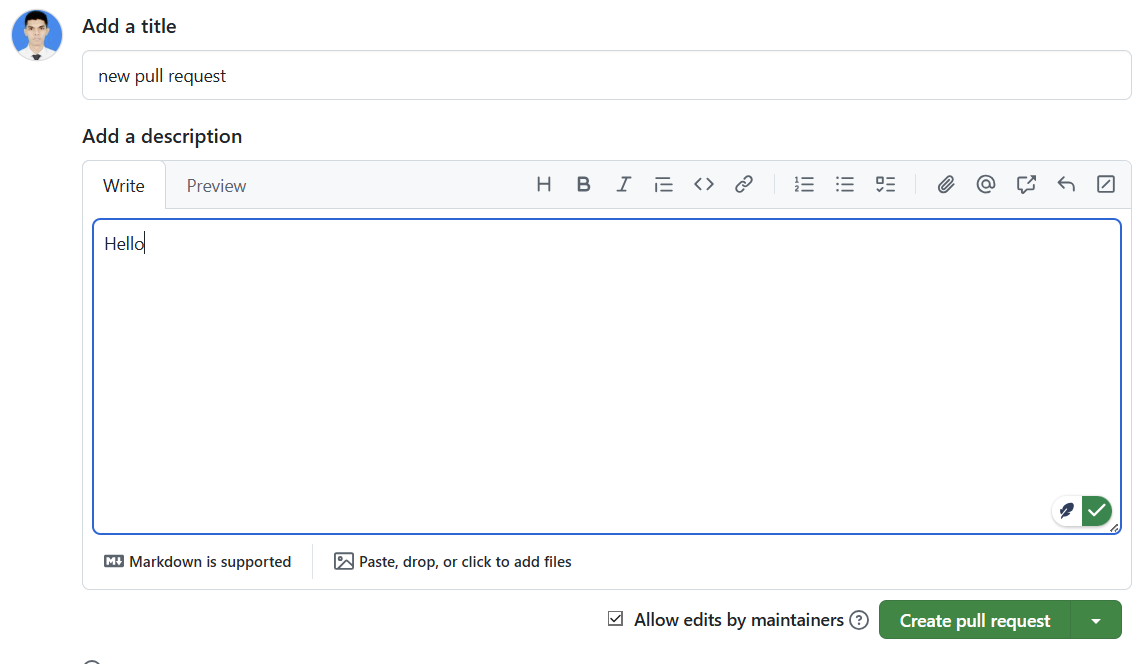 Add a title
new pull request
Add a description
Write Preview
Hello
Markdown is supported Paste, drop, or click to add files
Allow edits by maintainers Create pull request